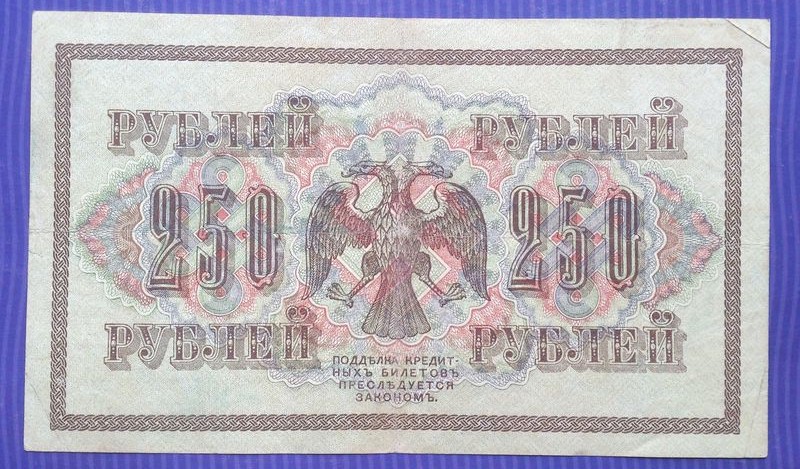 РУБЛЕЙ РУБЛЕЙ
250 250
РУБЛЕЙ РУБЛЕЙ
ПОДДѢЛКА КРЕДИТ-
НЫХЪ БИЛЕТОВЪ
ПРЕСЛѢДУЕТСЯ
ЗАКОНОМЪ.